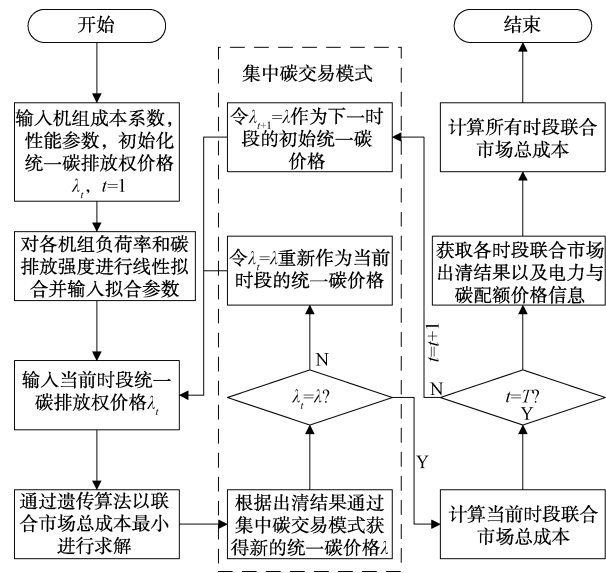 开始
输入机组成本系数，
性能参数，初始化
统一碳排放权价格
λt，t=1
对各机组负荷率和碳
排放强度进行线性拟
合并输入拟合参数
输入当前时段统一
碳排放权价格λt
通过遗传算法以联
合市场总成本最小
进行求解
集中碳交易模式
令λt+1=λ作为下一时
段的初始统一碳
价格
令λt=λ重新作为当前
时段的统一碳价格
N
λt=λ?
Y
根据出清结果通过
集中碳交易模式获
得新的统一碳价格λ
结束
计算所有时段联合
市场总成本
获取各时段联合市场
出清结果以及电力与
碳配额价格信息
t=t+1
N
t=T?
Y
计算当前时段联合
市场总成本